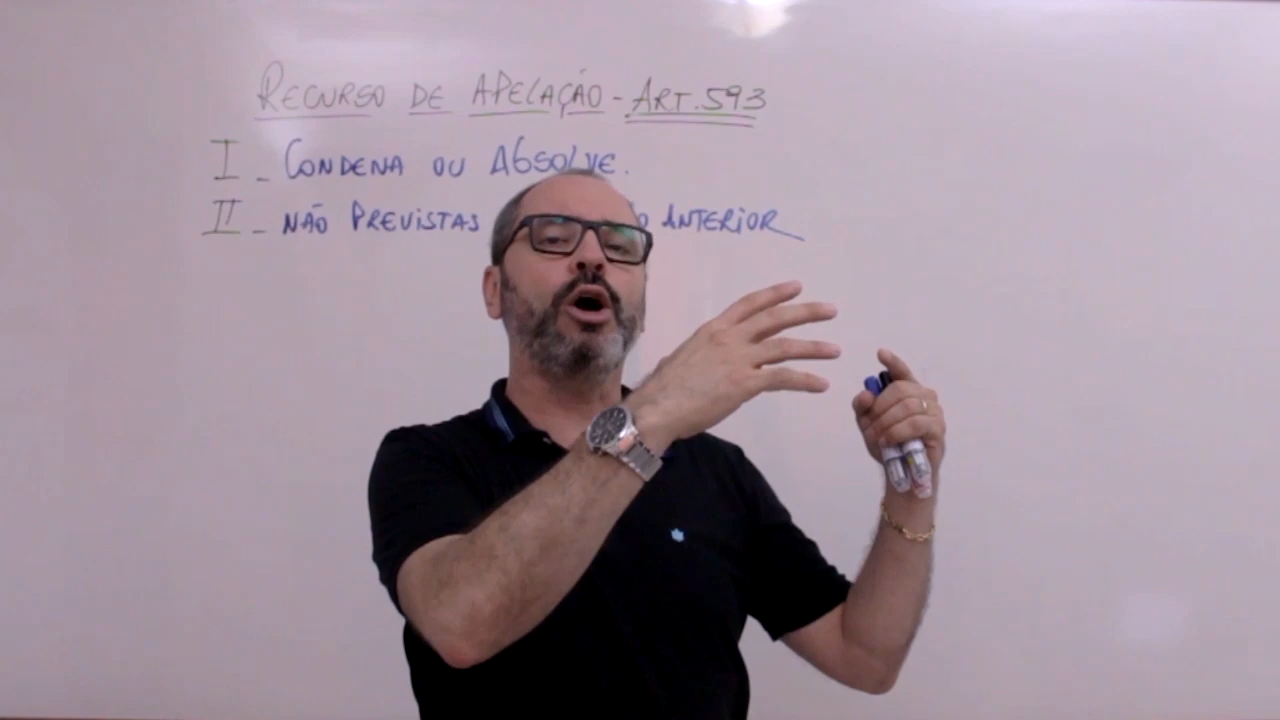 RECURSO DE APELAÇÃO - ART. 593
I - CONDENA OU ABSOLVE.
II - NÃO PREVISTAS ANTERIOR